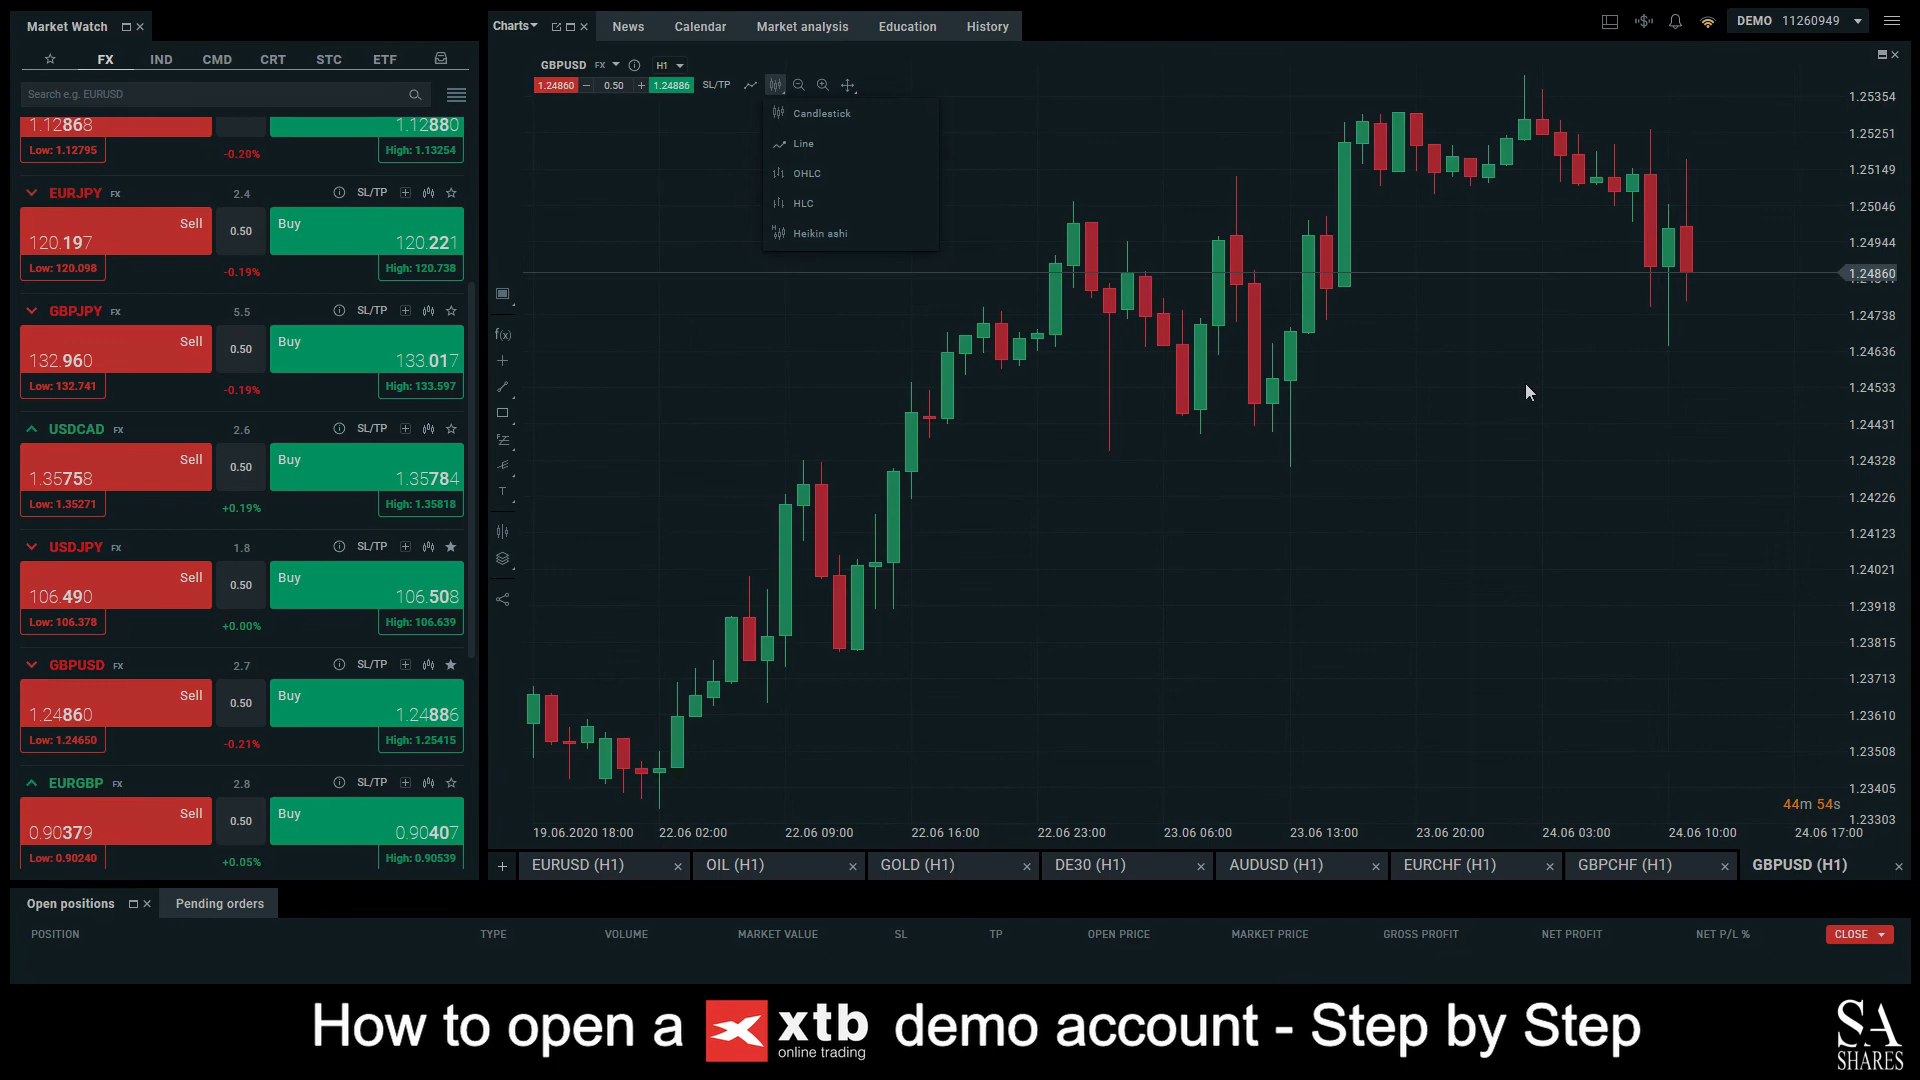 Market Watch
Charts
News
Calendar
Market analysis
Education
History
DEMO 11260949
FX
IND
CMD
CRT
STC
ETF
Search e.g. EURUSD
1.12868
1.12880
Low: 1.12795
-0.20%
High: 1.13254
EURJPY FX
2.4
SL/TP
Sell
0.50
Buy
120.197
120.221
Low: 120.098
-0.19%
High: 120.738
GBPJPY FX
5.5
SL/TP
Sell
0.50
Buy
132.960
133.017
Low: 132.741
-0.19%
High: 133.597
USDCAD FX
2.6
SL/TP
Sell
0.50
Buy
1.35758
1.35784
Low: 1.35271
+0.19%
High: 1.35818
USDJPY FX
1.8
SL/TP
Sell
0.50
Buy
106.490
106.508
Low: 106.378
+0.00%
High: 106.639
GBPUSD FX
2.7
SL/TP
Sell
0.50
Buy
1.24860
1.24886
Low: 1.24650
-0.21%
High: 1.25415
EURGBP FX
2.8
SL/TP
Sell
0.50
Buy
0.90379
0.90407
Low: 0.90240
+0.05%
High: 0.90539
GBPUSD FX H1
1.24860 − 0.50 + 1.24886 SL/TP
Candlestick
Line
OHLC
HLC
Heikin ashi
f(x)
T
1.25354
1.25251
1.25149
1.25046
1.24944
1.24860
1.24738
1.24636
1.24533
1.24431
1.24328
1.24226
1.24123
1.24021
1.23918
1.23815
1.23713
1.23610
1.23508
1.23405
1.23303
44m 54s
19.06.2020 18:00
22.06 02:00
22.06 09:00
22.06 16:00
22.06 23:00
23.06 06:00
23.06 13:00
23.06 20:00
24.06 03:00
24.06 10:00
24.06 17:00
EURUSD (H1)
OIL (H1)
GOLD (H1)
DE30 (H1)
AUDUSD (H1)
EURCHF (H1)
GBPCHF (H1)
GBPUSD (H1)
Open positions
Pending orders
POSITION
TYPE
VOLUME
MARKET VALUE
SL
TP
OPEN PRICE
MARKET PRICE
GROSS PROFIT
NET PROFIT
NET P/L %
CLOSE
How to open a xtb demo account - Step by Step
online trading
SA
SHARES